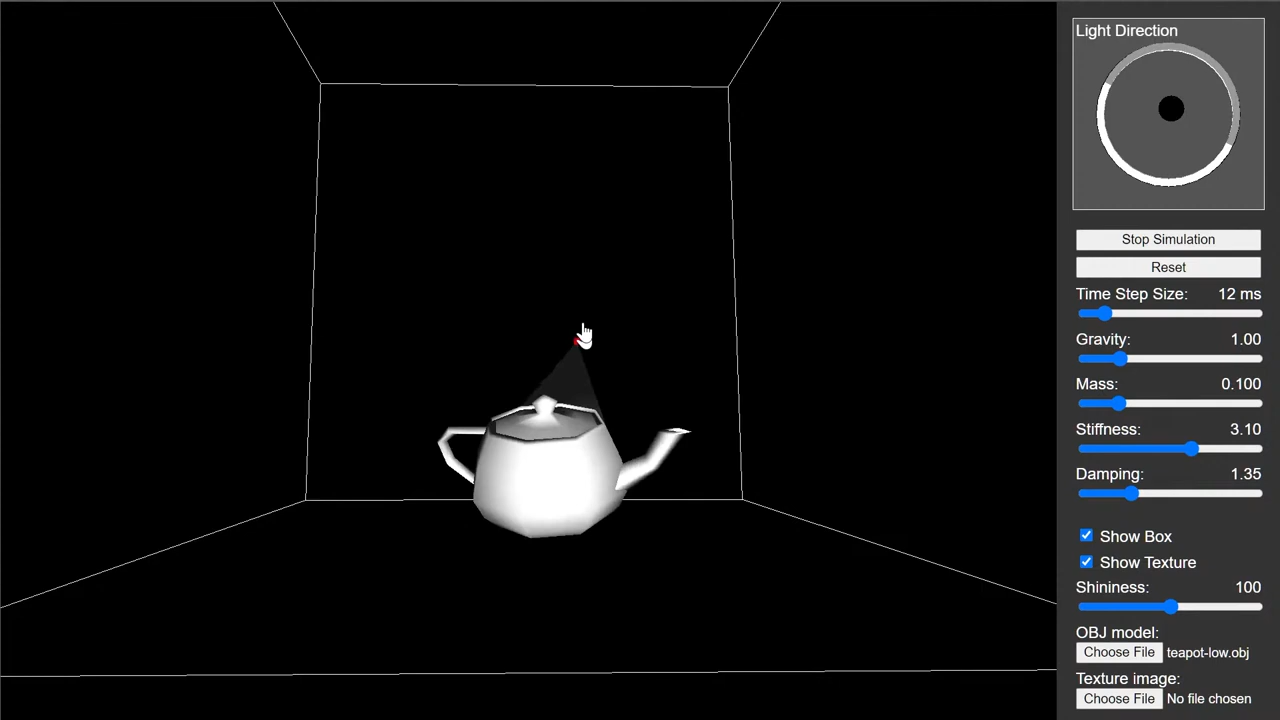 Light Direction
Stop Simulation
Reset
Time Step Size: 12 ms
Gravity: 1.00
Mass: 0.100
Stiffness: 3.10
Damping: 1.35
Show Box
Show Texture
Shininess: 100
OBJ model:
Choose File teapot-low.obj
Texture image:
Choose File No file chosen